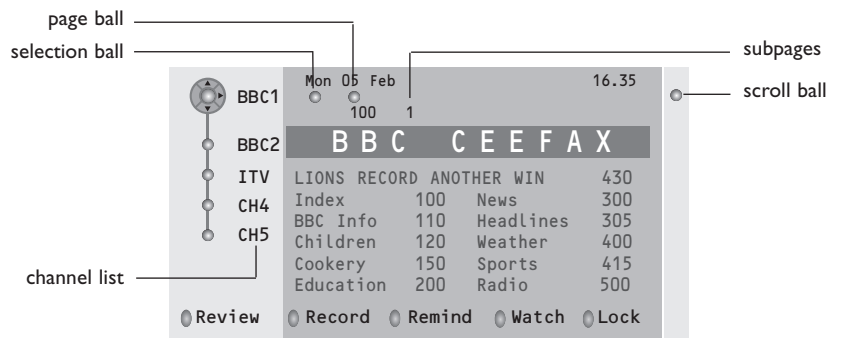 page ball
selection ball
subpages
scroll ball
Mon 05 Feb 16.35
BBC1
100 1
BBC2
BBC CEEFAX
ITV
LIONS RECORD ANOTHER WIN 430
CH4
Index 100 News 300
BBC Info 110 Headlines 305
CH5
Children 120 Weather 400
channel list
Cookery 150 Sports 415
Education 200 Radio 500
Review Record Remind Watch Lock